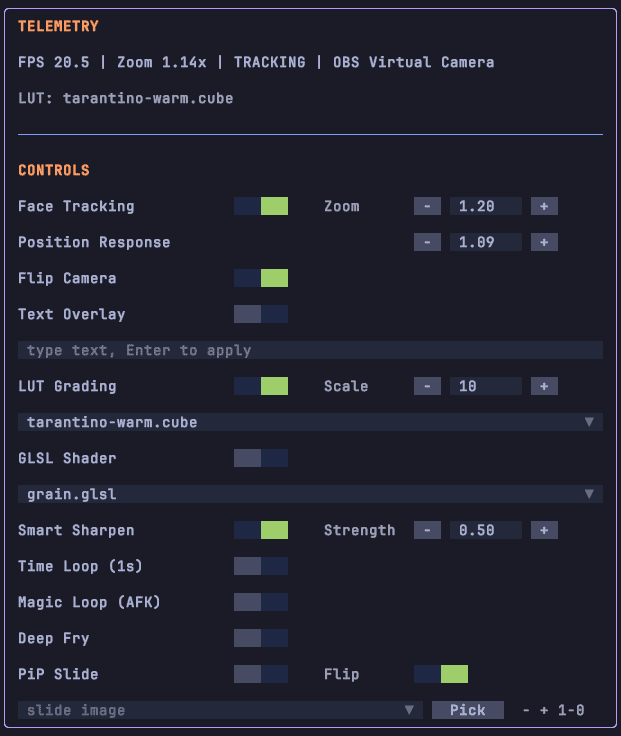 TELEMETRY
FPS 20.5 | Zoom 1.14x | TRACKING | OBS Virtual Camera
LUT: tarantino-warm.cube
CONTROLS
Face Tracking Zoom - 1.20 +
Position Response - 1.09 +
Flip Camera
Text Overlay
type text, Enter to apply
LUT Grading Scale - 10 +
tarantino-warm.cube ▼
GLSL Shader
grain.glsl ▼
Smart Sharpen Strength - 0.50 +
Time Loop (1s)
Magic Loop (AFK)
Deep Fry
PiP Slide Flip
slide image ▼ Pick - + 1-0